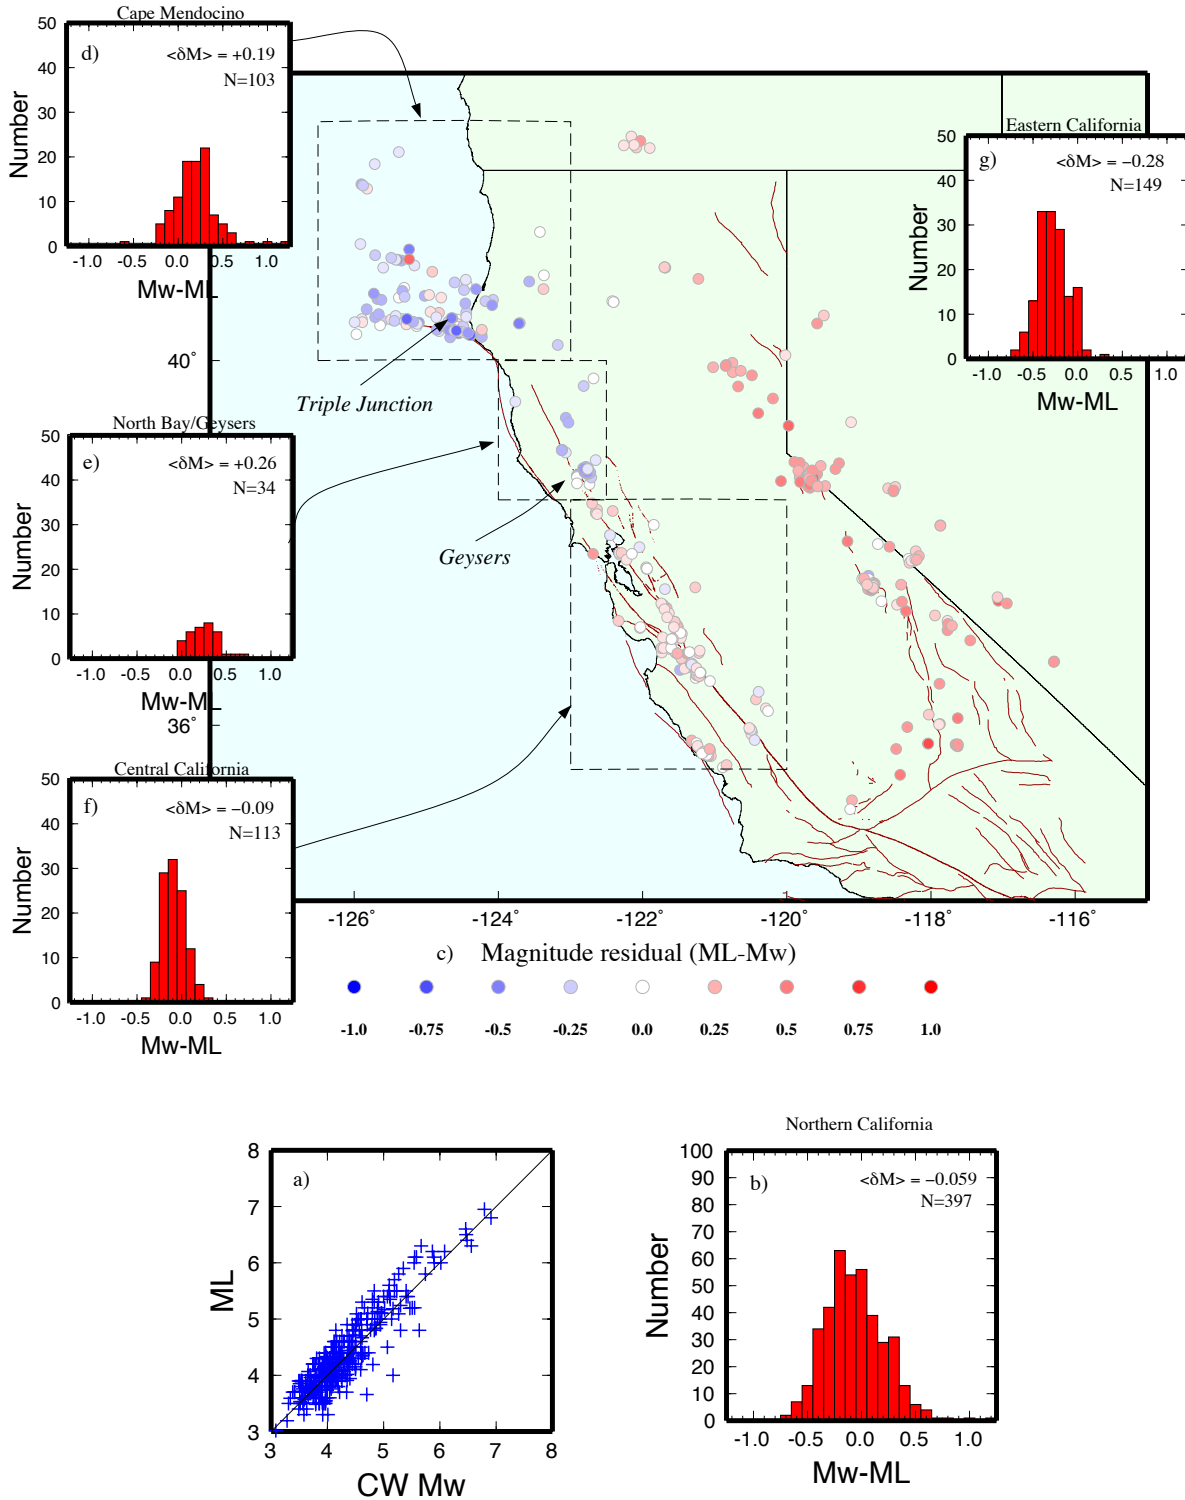 Cape Mendocino
d)
<δM> = +0.19
N=103
50
40
30
20
10
0
Number
-1.0 -0.5 0.0 0.5 1.0
Mw-ML
Eastern California
g)
<δM> = −0.28
N=149
50
40
30
20
10
0
Number
-1.0 -0.5 0.0 0.5 1.0
Mw-ML
40°
Triple Junction
North Bay/Geysers
e)
<δM> = +0.26
N=34
50
40
30
20
10
0
Number
-1.0 -0.5 0.0 0.5 1.0
Mw-ML
Geysers
36°
Central California
f)
<δM> = −0.09
N=113
50
40
30
20
10
0
Number
-1.0 -0.5 0.0 0.5 1.0
Mw-ML
-126° -124° -122° -120° -118° -116°
c) Magnitude residual (ML-Mw)
-1.0 -0.75 -0.5 -0.25 0.0 0.25 0.5 0.75 1.0
a)
8
7
6
5
4
3
ML
3 4 5 6 7 8
CW Mw
Northern California
b)
<δM> = −0.059
N=397
100
90
80
70
60
50
40
30
20
10
0
Number
-1.0 -0.5 0.0 0.5 1.0
Mw-ML